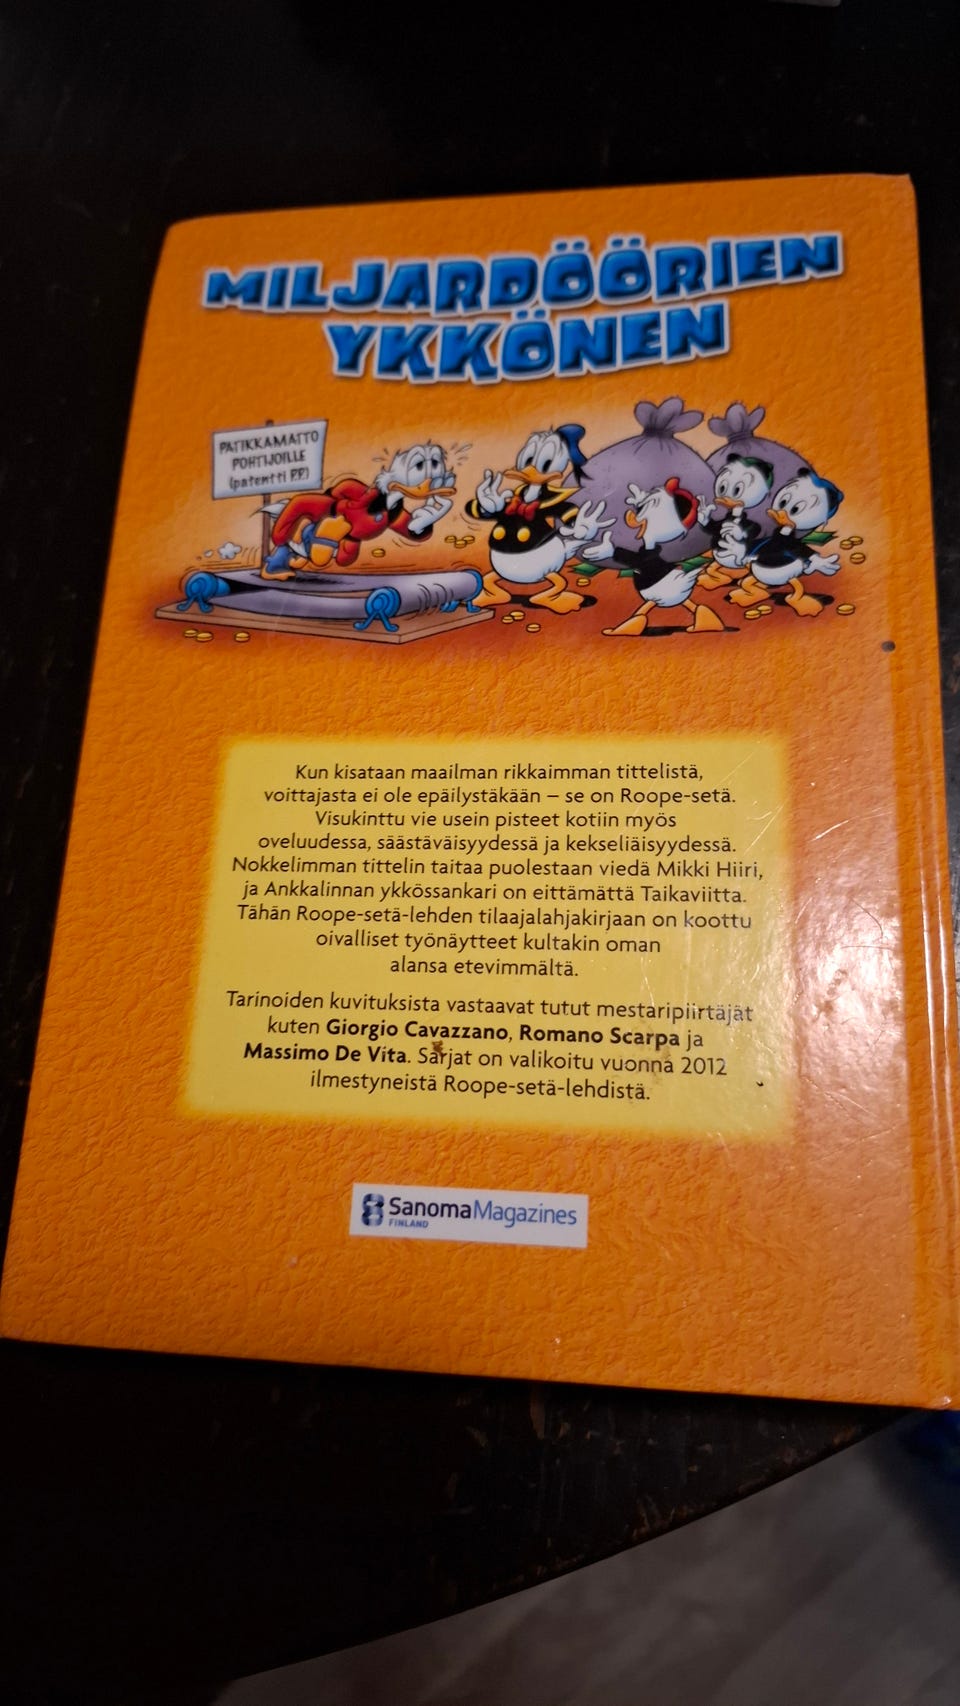 MILJARDÖÖRIEN
YKKÖNEN
PATIKKAMATTO
POHTIJOILLE
(patentti P.P.)
Kun kisataan maailman rikkaimman tittelistä,
voittajasta ei ole epäilystäkään – se on Roope-setä.
Visukinttu vie usein pisteet kotiin myös
oveluudessa, säästäväisyydessä ja kekseliäisyydessä.
Nokkelimman tittelin taitaa puolestaan viedä Mikki Hiiri,
ja Ankkalinnan ykkössankari on eittämättä Taikaviitta.
Tähän Roope-setä-lehden tilaajalahjakirjaan on koottu
oivalliset työnäytteet kultakin oman
alansa etevimmältä.
Tarinoiden kuvituksista vastaavat tutut mestaripiirtäjät
kuten Giorgio Cavazzano, Romano Scarpa ja
Massimo De Vita. Sarjat on valikoitu vuonna 2012
ilmestyneistä Roope-setä-lehdistä.
SanomaMagazines
FINLAND